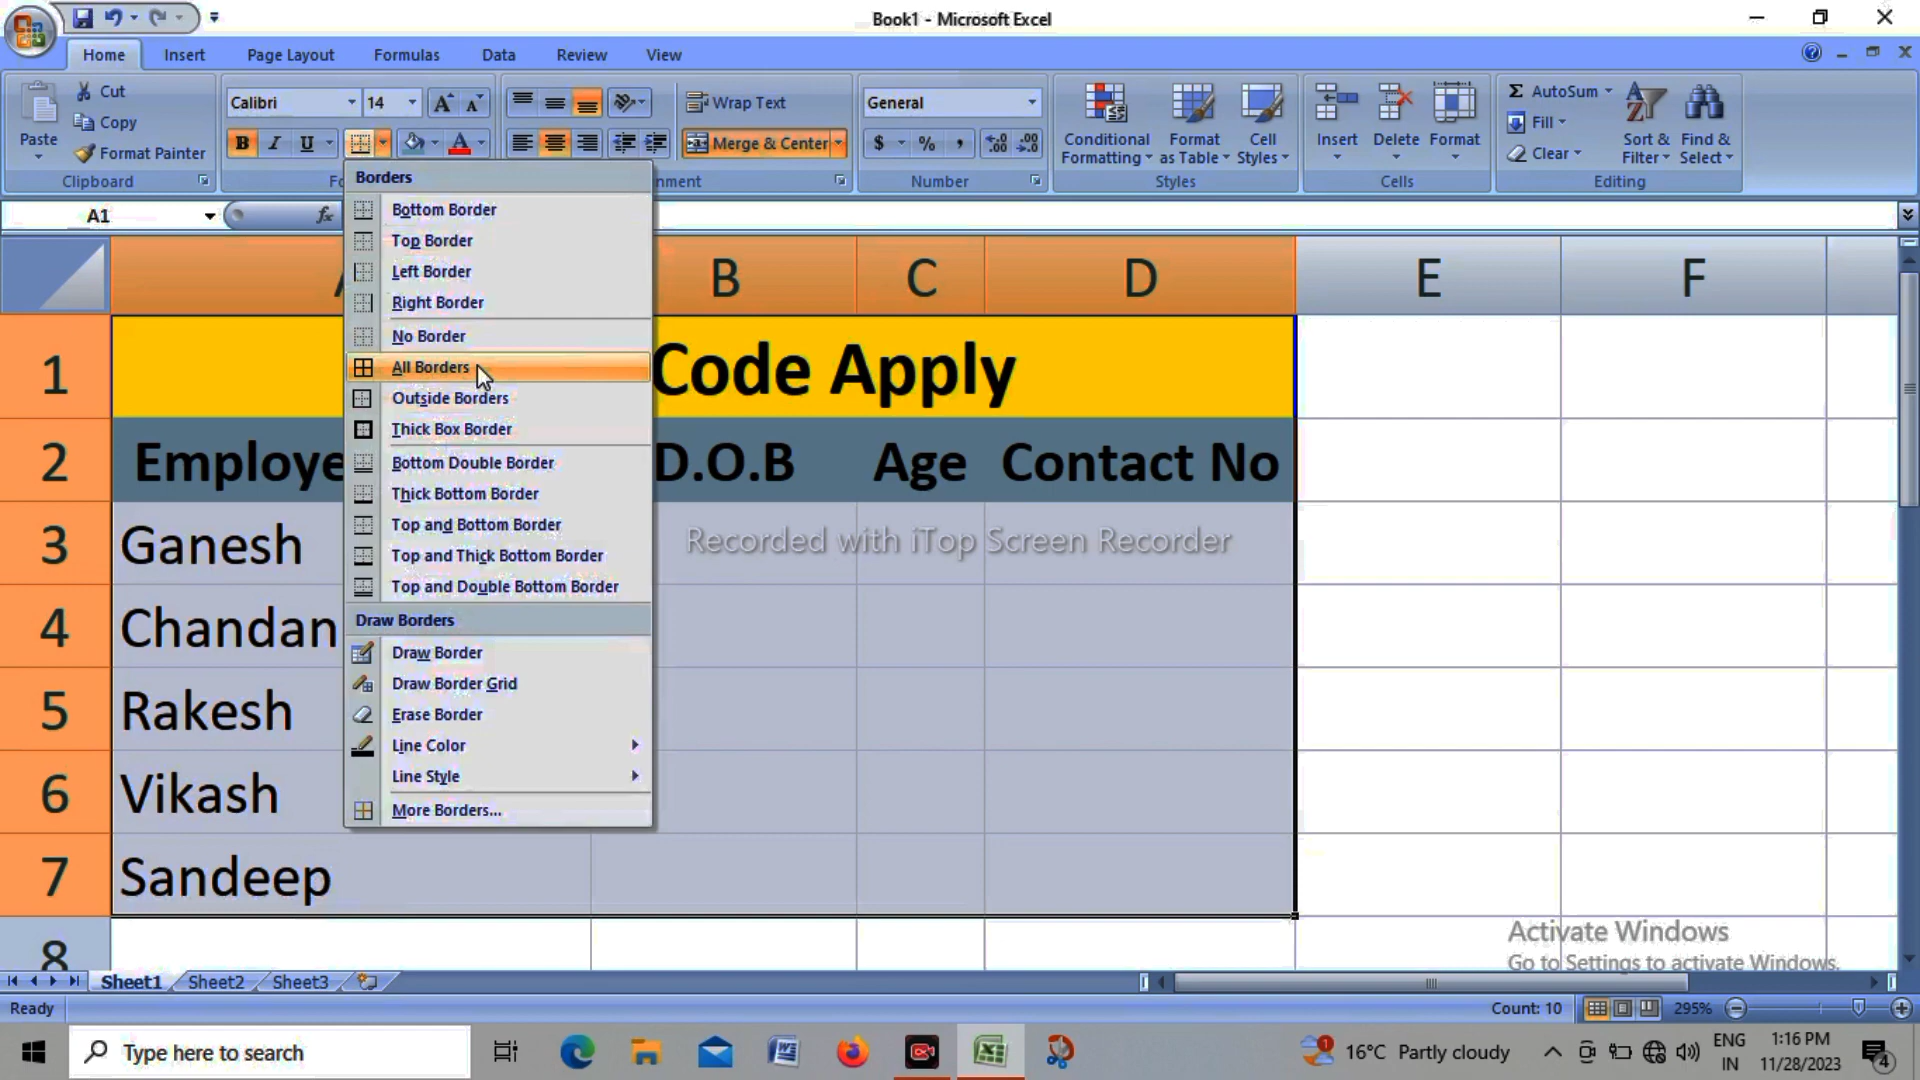 Book1 - Microsoft Excel
Home Insert Page Layout Formulas Data Review View
Paste
Cut
Copy
Format Painter
Clipboard
Calibri 14 A A
B I U A
Wrap Text
Merge & Center
General
$ % ,
Number
Conditional Formatting
Format as Table
Cell Styles
Styles
Insert Delete Format
Cells
AutoSum
Fill
Clear
Sort & Filter
Find & Select
Editing
A1 fx
Borders
Bottom Border
Top Border
Left Border
Right Border
No Border
All Borders
Outside Borders
Thick Box Border
Bottom Double Border
Thick Bottom Border
Top and Bottom Border
Top and Thick Bottom Border
Top and Double Bottom Border
Draw Borders
Draw Border
Draw Border Grid
Erase Border
Line Color
Line Style
More Borders...
B C D E F
1 Code Apply
2 Employe D.O.B Age Contact No
3 Ganesh
4 Chandan
5 Rakesh
6 Vikash
7 Sandeep
8
Recorded with iTop Screen Recorder
Activate Windows
Go to Settings to activate Windows.
Sheet1 Sheet2 Sheet3
Ready Count: 10 295%
Type here to search
1
16°C Partly cloudy
ENG
IN
1:16 PM
11/28/2023
4